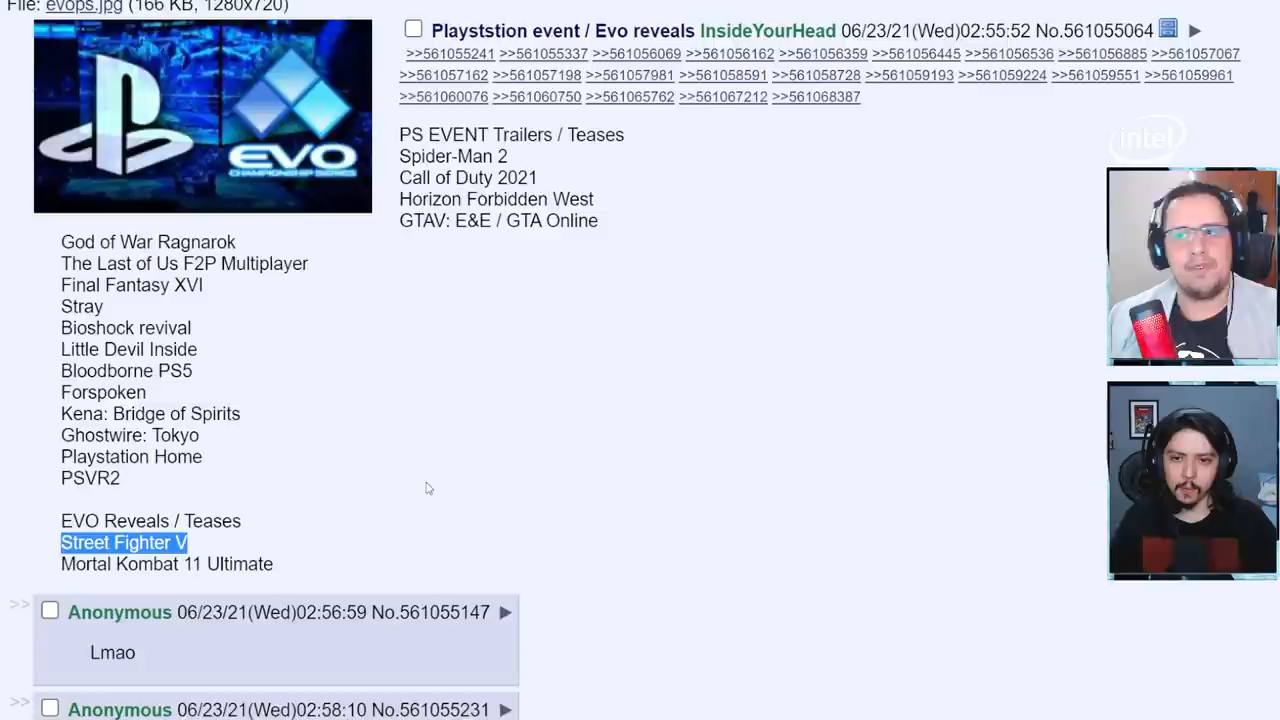 File: evops.jpg (166 KB, 1280x720)
Playststion event / Evo reveals InsideYourHead 06/23/21(Wed)02:55:52 No.561055064
>>561055241 >>561055337 >>561056069 >>561056162 >>561056359 >>561056445 >>561056536 >>561056885 >>561057067
>>561057162 >>561057198 >>561057981 >>561058591 >>561058728 >>561059193 >>561059224 >>561059551 >>561059961
>>561060076 >>561060750 >>561065762 >>561067212 >>561068387
EVO
CHAMPIONSHIP SERIES
intel
PS EVENT Trailers / Teases
Spider-Man 2
Call of Duty 2021
Horizon Forbidden West
GTAV: E&E / GTA Online
God of War Ragnarok
The Last of Us F2P Multiplayer
Final Fantasy XVI
Stray
Bioshock revival
Little Devil Inside
Bloodborne PS5
Forspoken
Kena: Bridge of Spirits
Ghostwire: Tokyo
Playstation Home
PSVR2
EVO Reveals / Teases
Street Fighter V
Mortal Kombat 11 Ultimate
>> Anonymous 06/23/21(Wed)02:56:59 No.561055147
Lmao
>> Anonymous 06/23/21(Wed)02:58:10 No.561055231